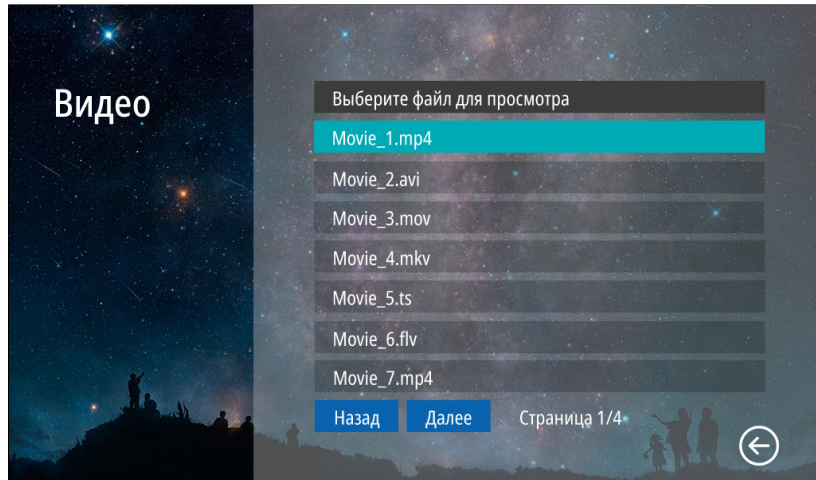 Видео
Выберите файл для просмотра
Movie_1.mp4
Movie_2.avi
Movie_3.mov
Movie_4.mkv
Movie_5.ts
Movie_6.flv
Movie_7.mp4
Назад Далее Страница 1/4